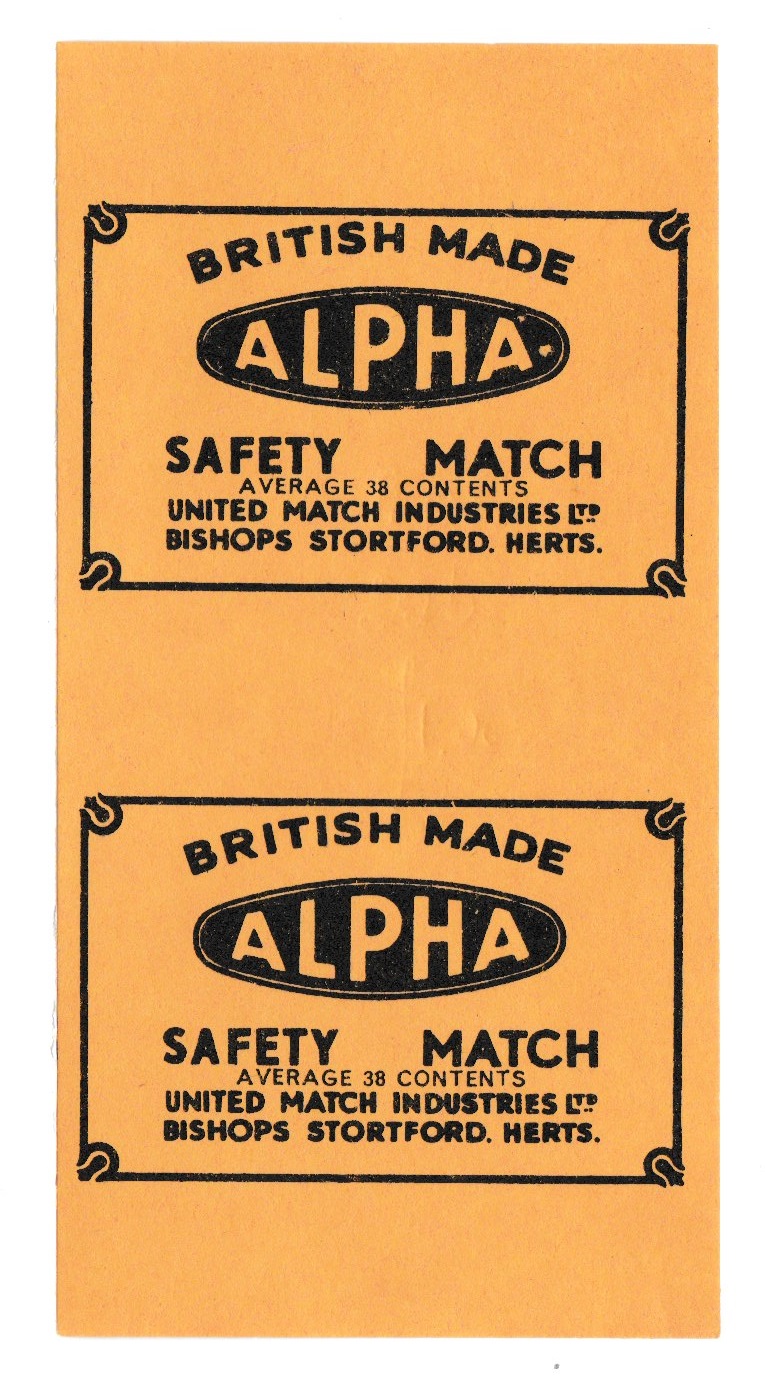 BRITISH MADE
ALPHA
SAFETY MATCH
AVERAGE 38 CONTENTS
UNITED MATCH INDUSTRIES LTD
BISHOPS STORTFORD. HERTS.
BRITISH MADE
ALPHA
SAFETY MATCH
AVERAGE 38 CONTENTS
UNITED MATCH INDUSTRIES LTD
BISHOPS STORTFORD. HERTS.